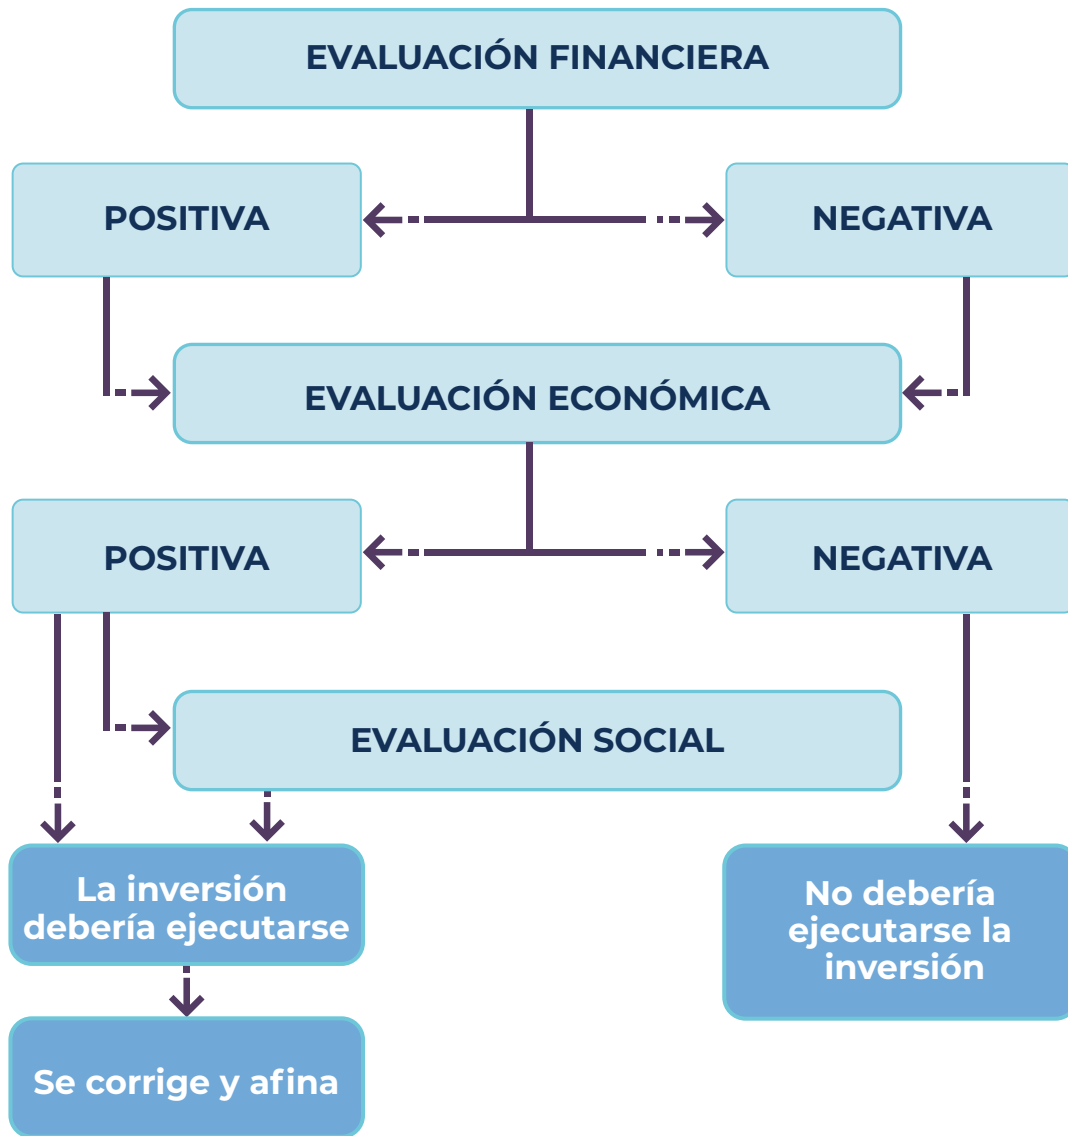 EVALUACIÓN FINANCIERA
POSITIVA
NEGATIVA
EVALUACIÓN ECONÓMICA
POSITIVA
NEGATIVA
EVALUACIÓN SOCIAL
La inversión
debería ejecutarse
No debería
ejecutarse la
inversión
Se corrige y afina